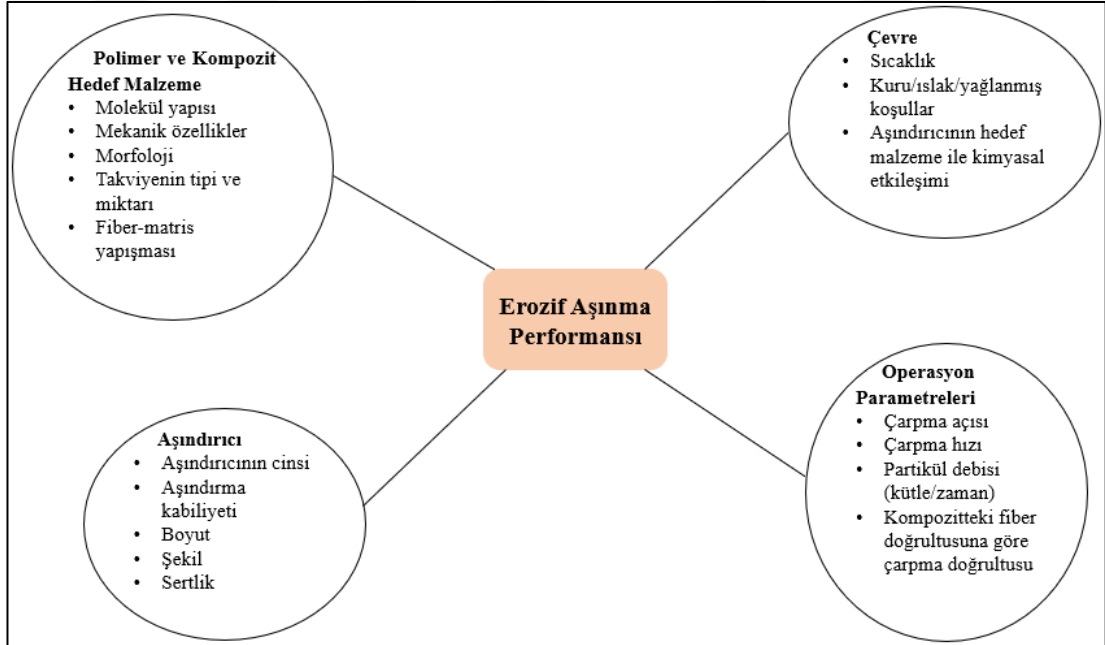 Polimer ve Kompozit
Hedef Malzeme
• Molekül yapısı
• Mekanik özellikler
• Morfoloji
• Takviyenin tipi ve
miktarı
• Fiber-matris
yapışması
Çevre
• Sıcaklık
• Kuru/ıslak/yağlanmış
koşullar
• Aşındırıcının hedef
malzeme ile kimyasal
etkileşimi
Erozif Aşınma
Performansı
Aşındırıcı
• Aşındırıcının cinsi
• Aşındırma
kabiliyeti
• Boyut
• Şekil
• Sertlik
Operasyon
Parametreleri
• Çarpma açısı
• Çarpma hızı
• Partikül debisi
(kütle/zaman)
• Kompozitteki fiber
doğrultusuna göre
çarpma doğrultusu